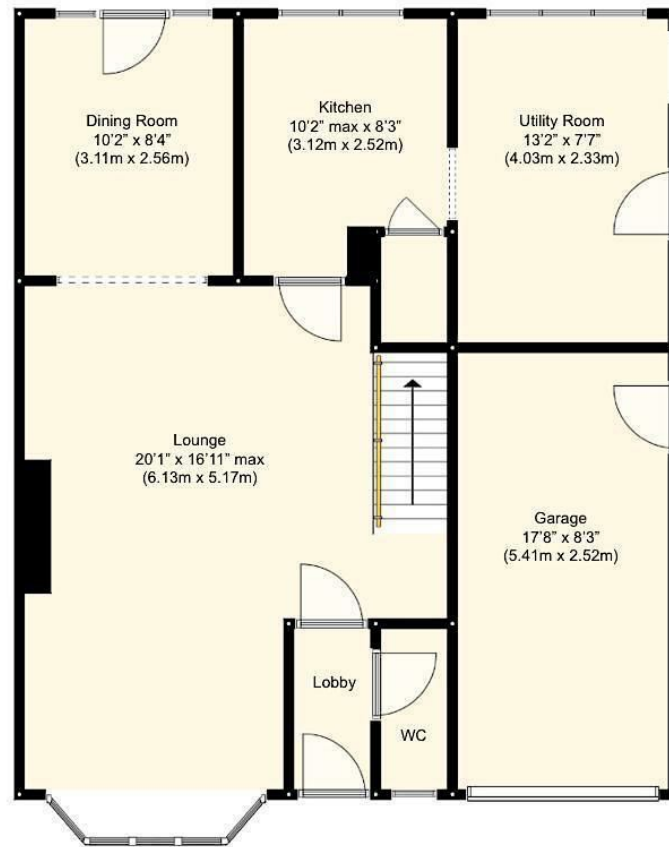 Dining Room
10'2" x 8'4"
(3.11m x 2.56m)
Kitchen
10'2" max x 8'3"
(3.12m x 2.52m)
Utility Room
13'2" x 7'7"
(4.03m x 2.33m)
Lounge
20'1" x 16'11" max
(6.13m x 5.17m)
Garage
17'8" x 8'3"
(5.41m x 2.52m)
Lobby
WC